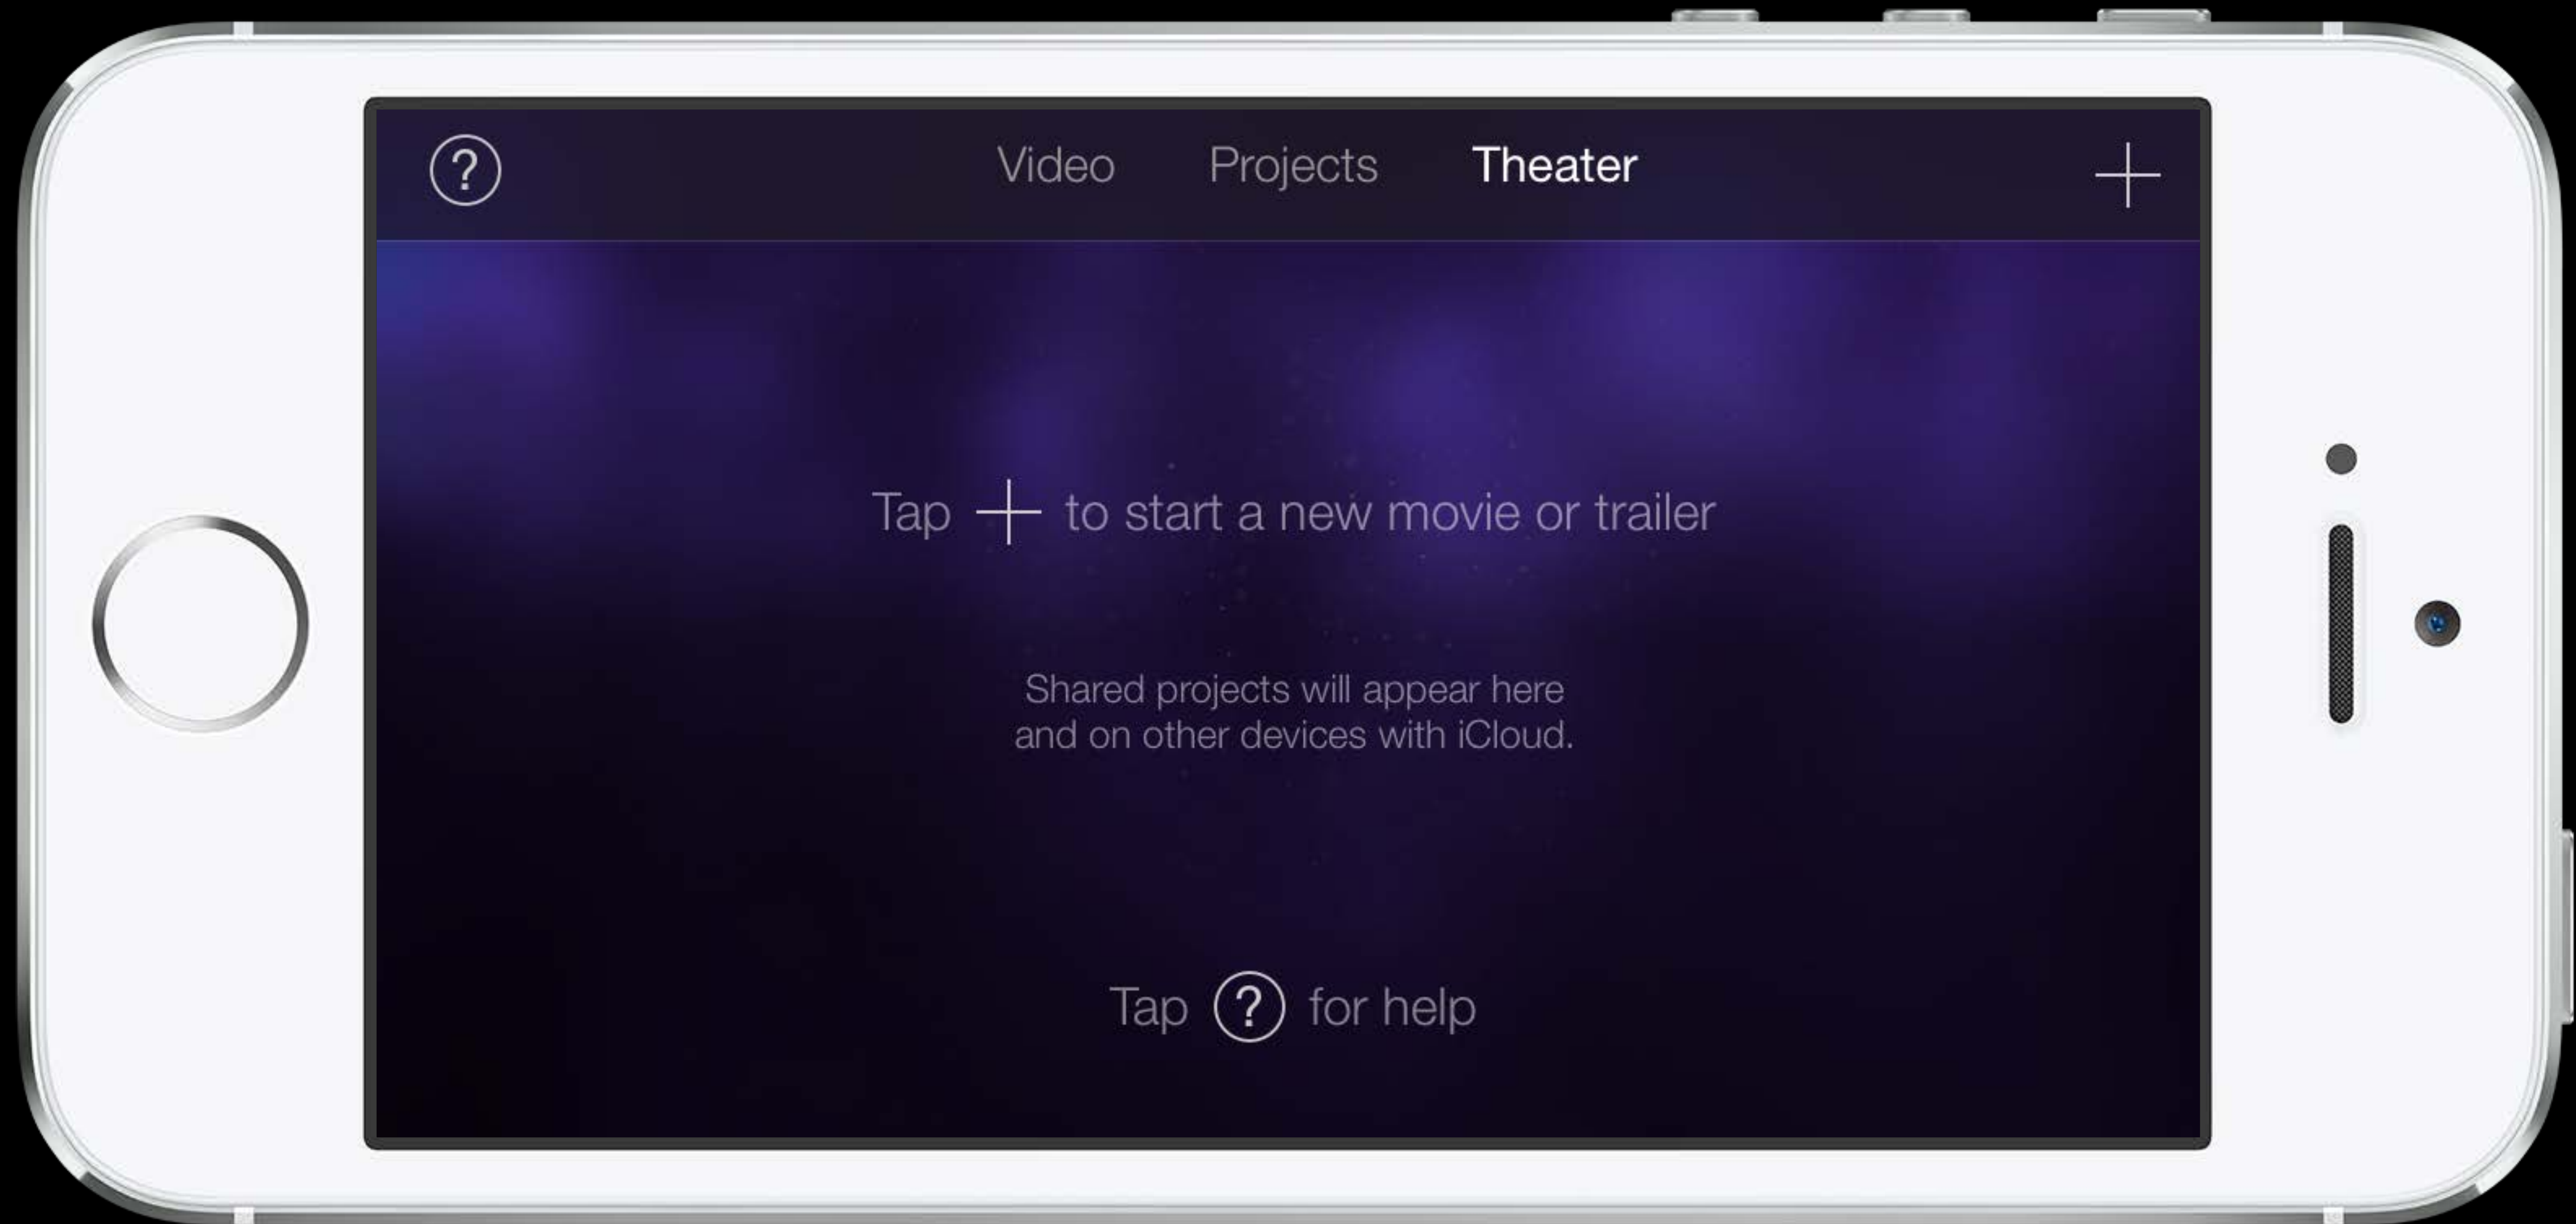 ? Video Projects Theater +
Tap + to start a new movie or trailer
Shared projects will appear here
and on other devices with iCloud.
Tap ? for help